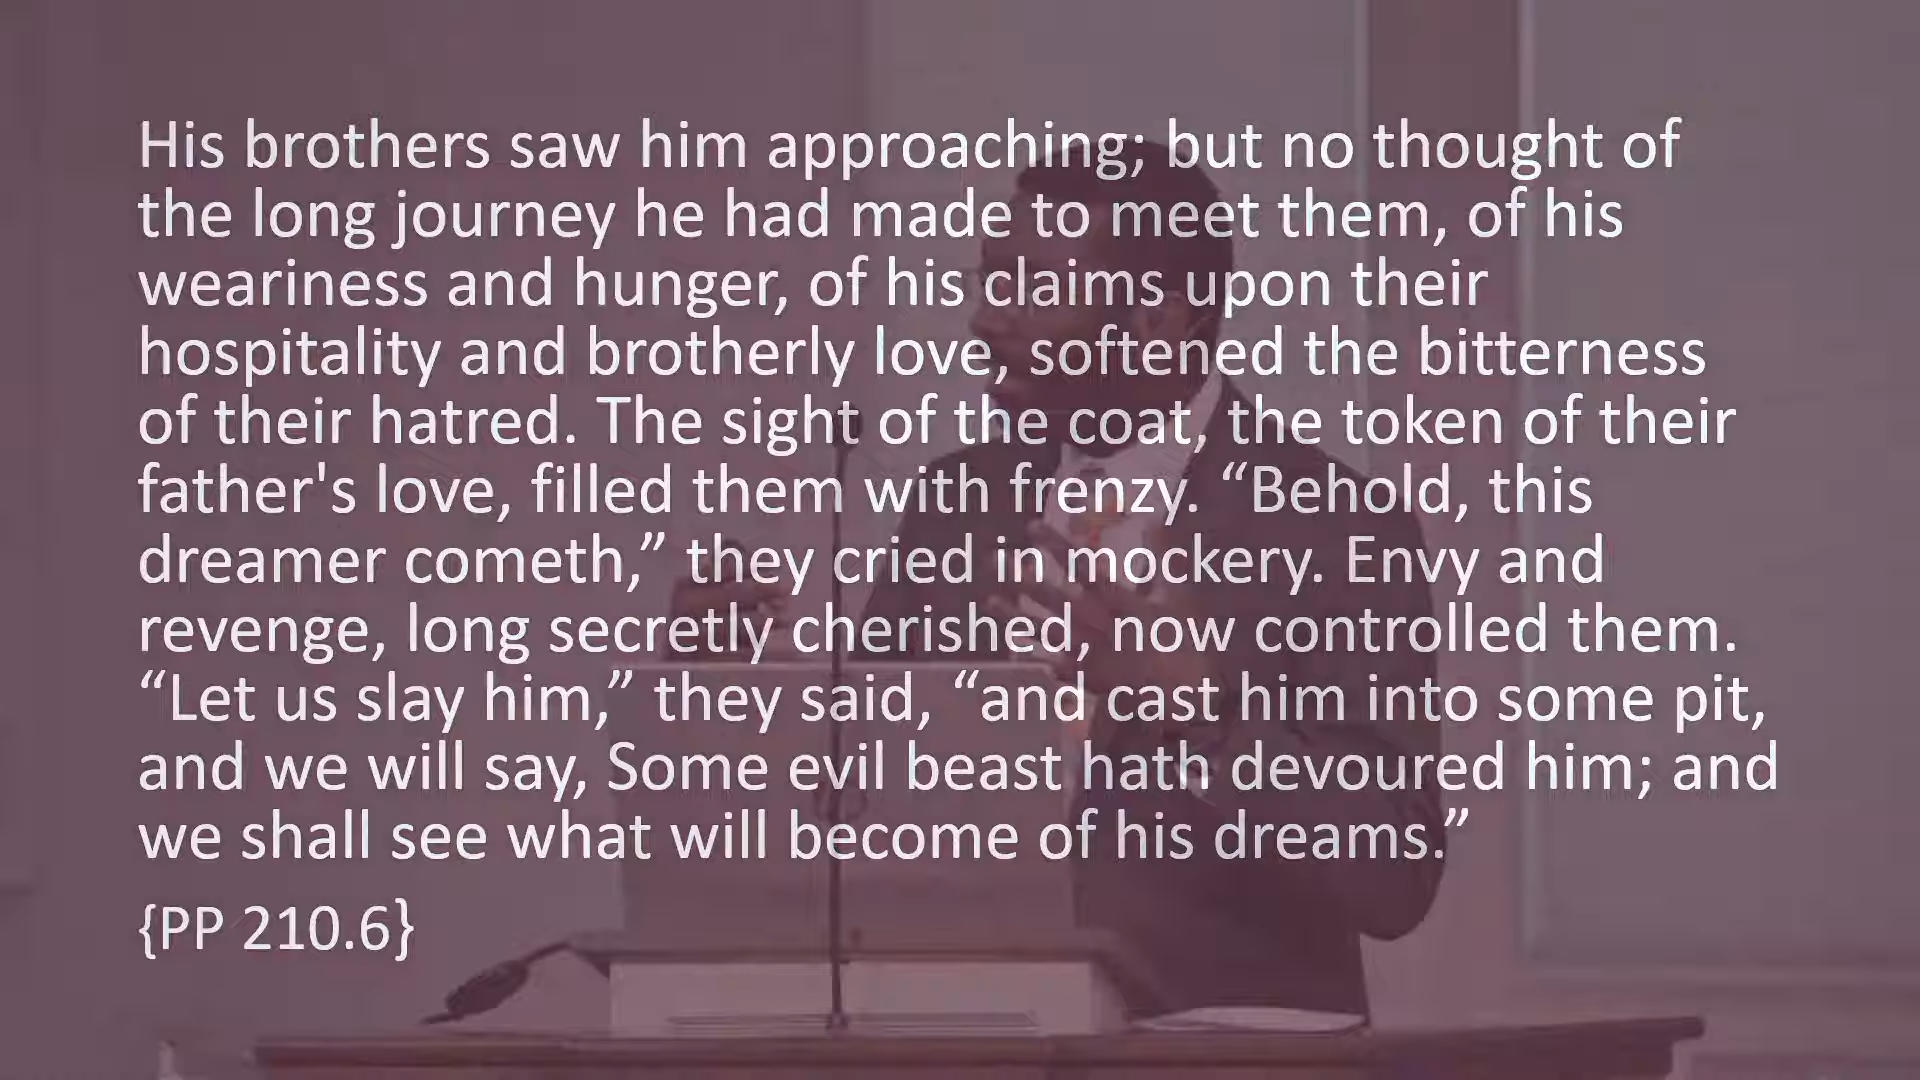 His brothers saw him approaching; but no thought of
the long journey he had made to meet them, of his
weariness and hunger, of his claims upon their
hospitality and brotherly love, softened the bitterness
of their hatred. The sight of the coat, the token of their
father's love, filled them with frenzy. “Behold, this
dreamer cometh,” they cried in mockery. Envy and
revenge, long secretly cherished, now controlled them.
“Let us slay him,” they said, “and cast him into some pit,
and we will say, Some evil beast hath devoured him; and
we shall see what will become of his dreams.”
{PP 210.6}